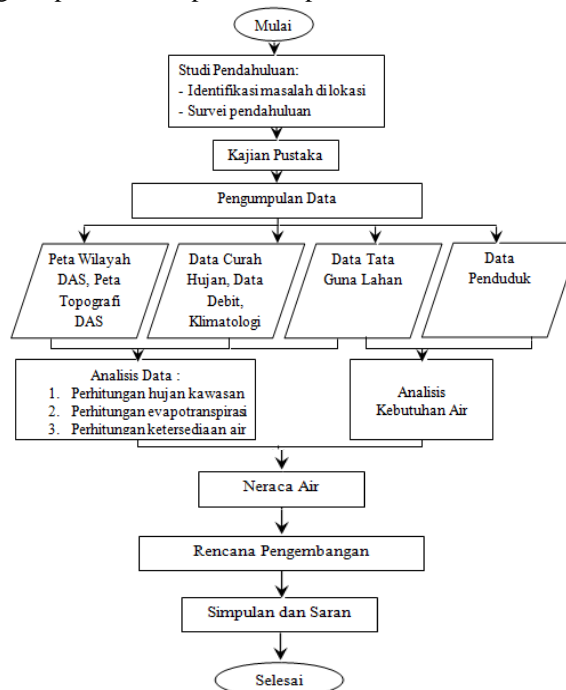 Mulai
Studi Pendahuluan:
- Identifikasi masalah di lokasi
- Survei pendahuluan
Kajian Pustaka
Pengumpulan Data
Peta Wilayah
DAS, Peta
Topografi
DAS
Data Curah
Hujan, Data
Debit,
Klimatologi
Data Tata
Guna Lahan
Data
Penduduk
Analisis Data :
1. Perhitungan hujan kawasan
2. Perhitungan evapotranspirasi
3. Perhitungan ketersediaan air
Analisis
Kebutuhan Air
Neraca Air
Rencana Pengembangan
Simpulan dan Saran
Selesai